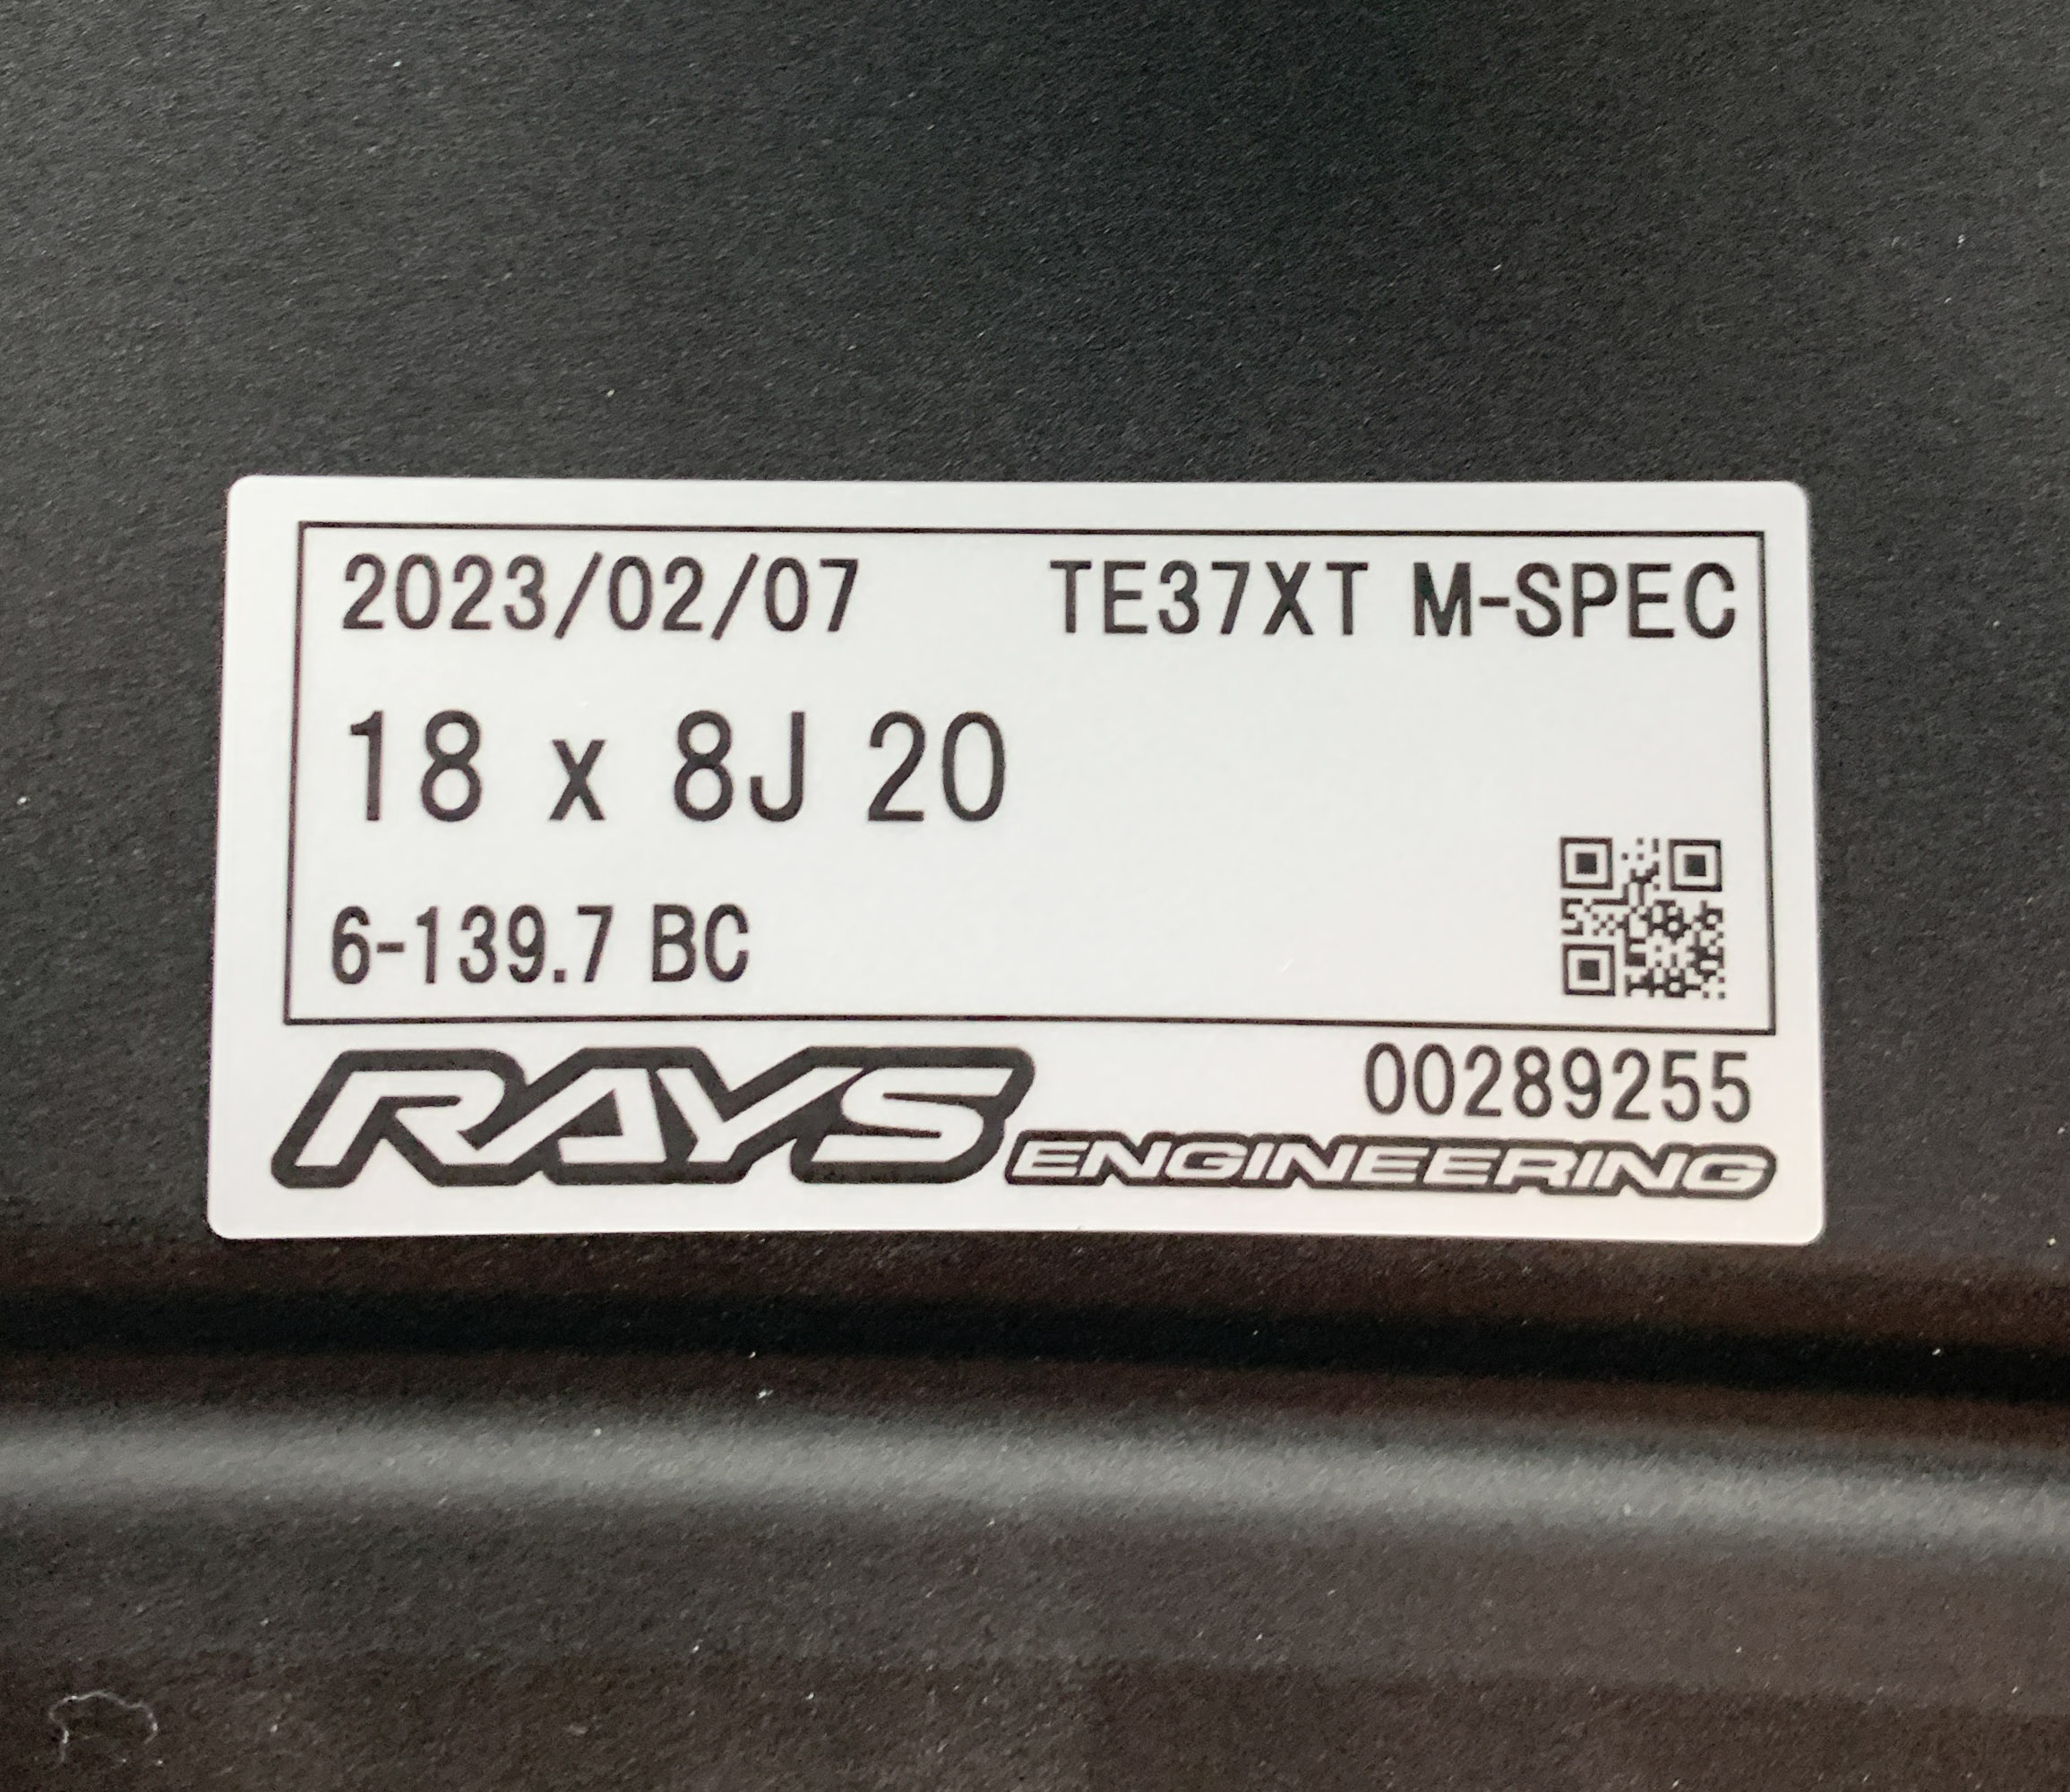 2023/02/07 TE37XT M-SPEC
18 x 8J 20
6-139.7 BC
00289255
RAYS ENGINEERING